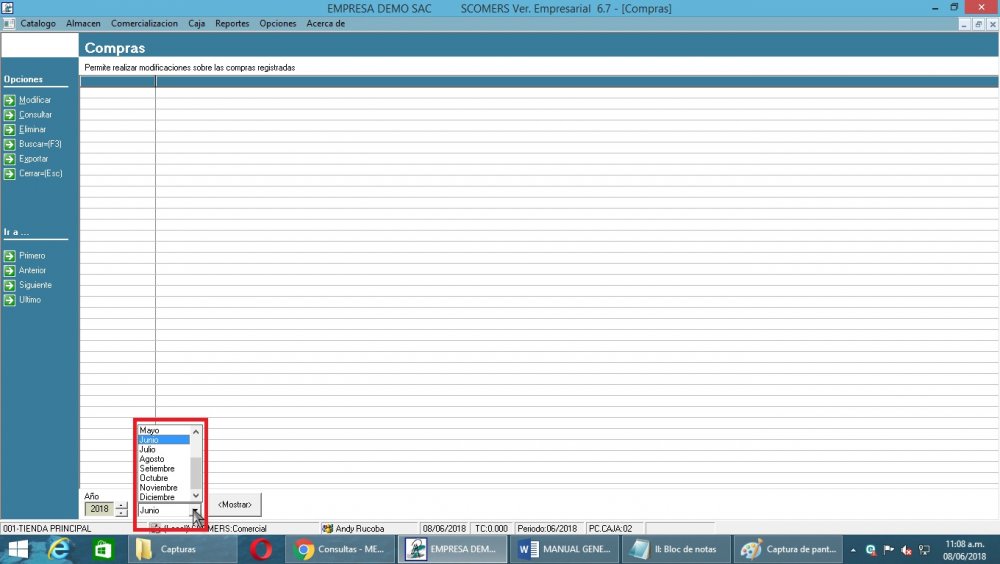 EMPRESA DEMO SAC SCOMERS Ver. Empresarial 6.7 - [Compras]
Catalogo Almacen Comercializacion Caja Reportes Opciones Acerca de
Compras
Permite realizar modificaciones sobre las compras registradas
Opciones
Modificar
Consultar
Eliminar
Buscar=(F3)
Exportar
Cerrar=(Esc)
Ir a ...
Primero
Anterior
Siguiente
Ultimo
Mayo
Junio
Julio
Agosto
Setiembre
Octubre
Noviembre
Diciembre
Año
2018
Junio
<Mostrar>
001-TIENDA PRINCIPAL MERS:Comercial Andy Rucoba 08/06/2018 TC:0.000 Periodo:06/2018 PC.CAJA:02
Capturas
Consultas - ME...
EMPRESA DEM...
MANUAL GENE...
II: Bloc de notas
Captura de pant...
11:08 a.m.
08/06/2018